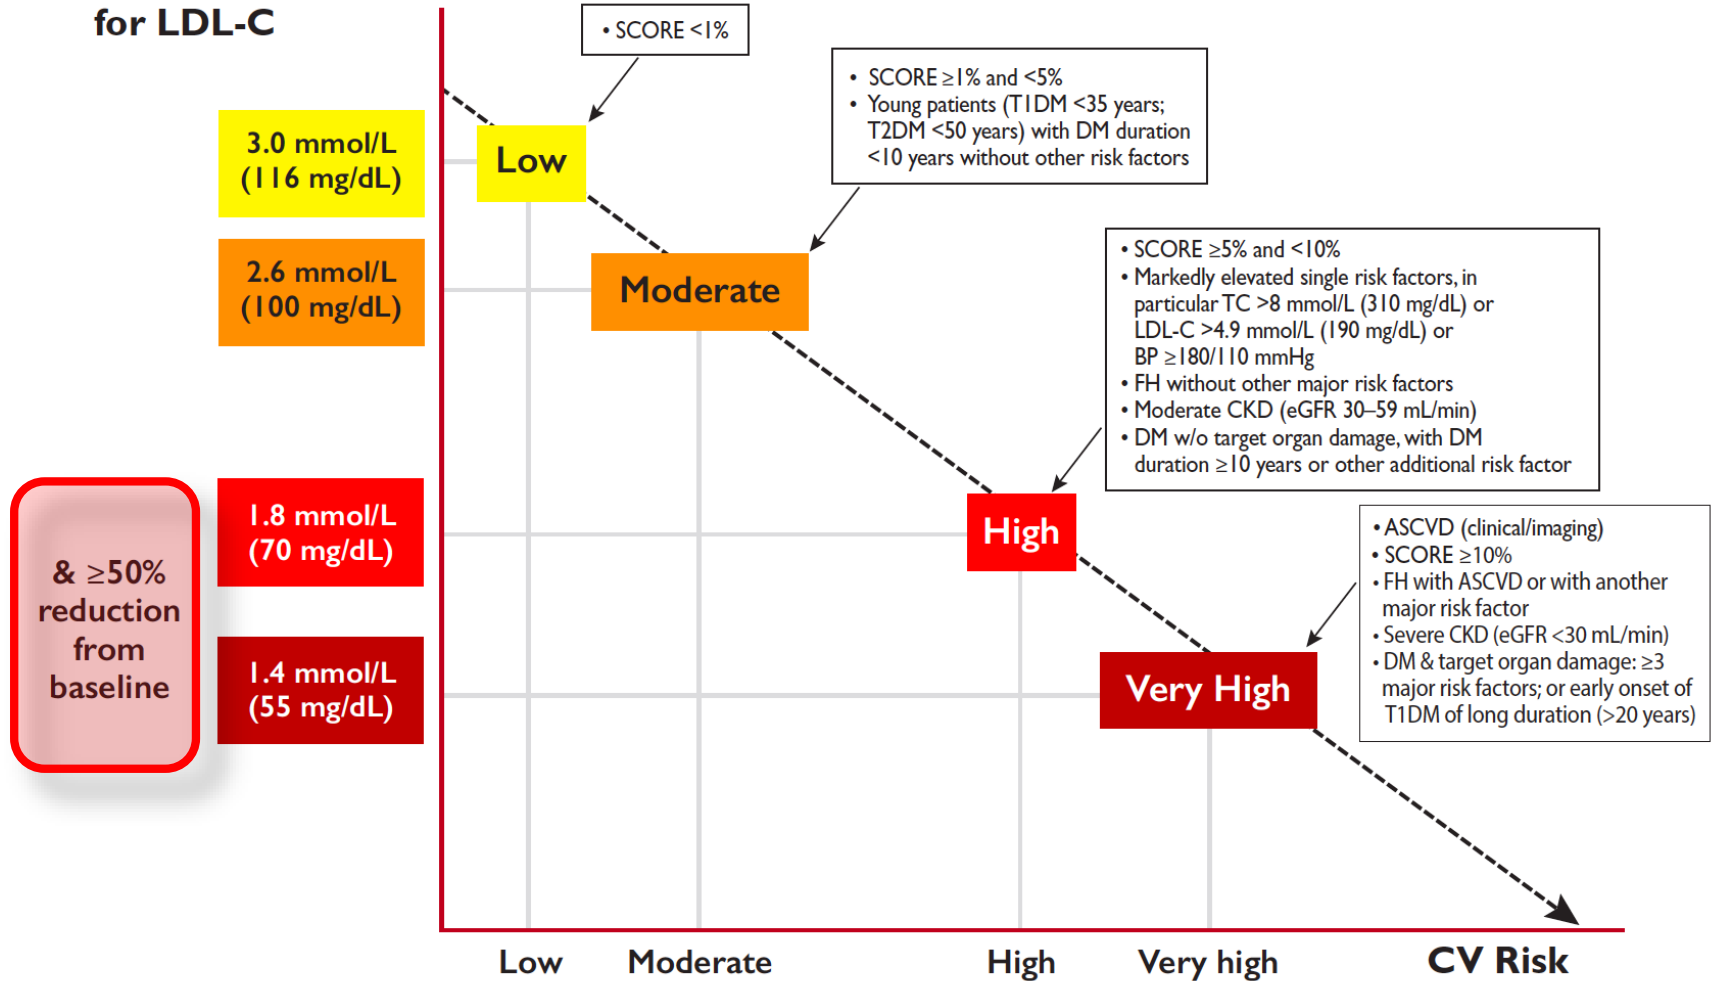 for LDL-C
• SCORE <1%
• SCORE ≥1% and <5%
• Young patients (T1DM <35 years;
T2DM <50 years) with DM duration
<10 years without other risk factors
3.0 mmol/L
(116 mg/dL)
Low
2.6 mmol/L
(100 mg/dL)
Moderate
• SCORE ≥5% and <10%
• Markedly elevated single risk factors, in
particular TC >8 mmol/L (310 mg/dL) or
LDL-C >4.9 mmol/L (190 mg/dL) or
BP ≥180/110 mmHg
• FH without other major risk factors
• Moderate CKD (eGFR 30–59 mL/min)
• DM w/o target organ damage, with DM
duration ≥10 years or other additional risk factor
& ≥50%
reduction
from
baseline
1.8 mmol/L
(70 mg/dL)
High
• ASCVD (clinical/imaging)
• SCORE ≥10%
• FH with ASCVD or with another
major risk factor
• Severe CKD (eGFR <30 mL/min)
• DM & target organ damage: ≥3
major risk factors; or early onset of
T1DM of long duration (>20 years)
1.4 mmol/L
(55 mg/dL)
Very High
Low
Moderate
High
Very high
CV Risk